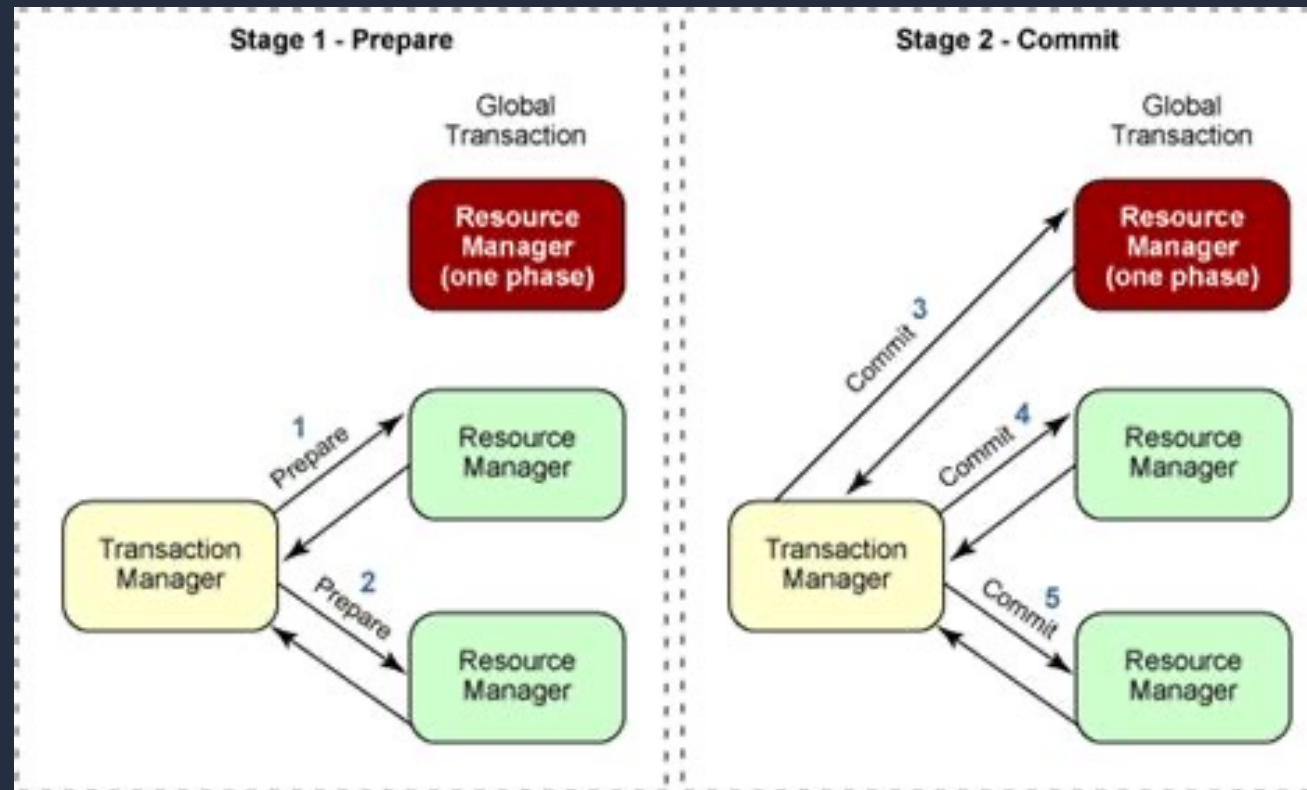 Stage 1 - Prepare
Global
Transaction
Resource
Manager
(one phase)
1
Prepare
Resource
Manager
Transaction
Manager
2
Prepare
Resource
Manager
Stage 2 - Commit
Global
Transaction
Resource
Manager
(one phase)
3
Commit
4
Commit
Resource
Manager
Transaction
Manager
5
Commit
Resource
Manager